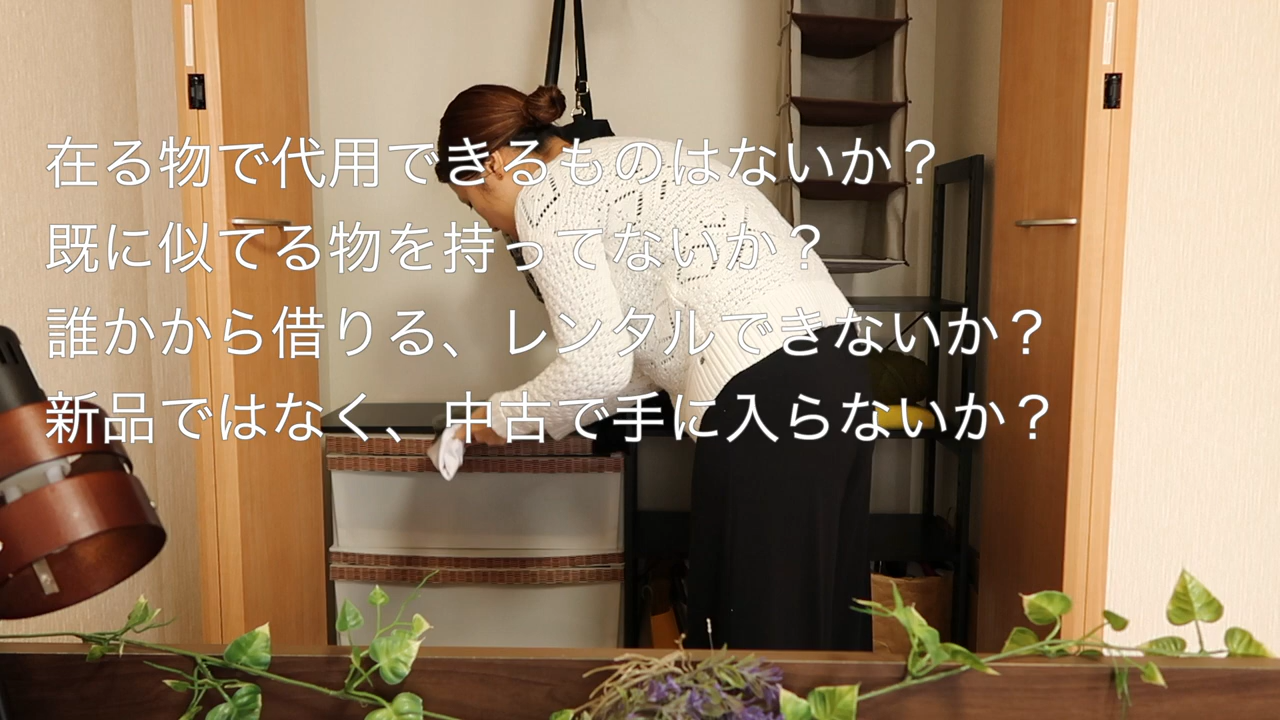 在る物で代用できるものはないか？
既に似てる物を持ってないか？
誰かから借りる、レンタルできないか？
新品ではなく、中古で手に入らないか？